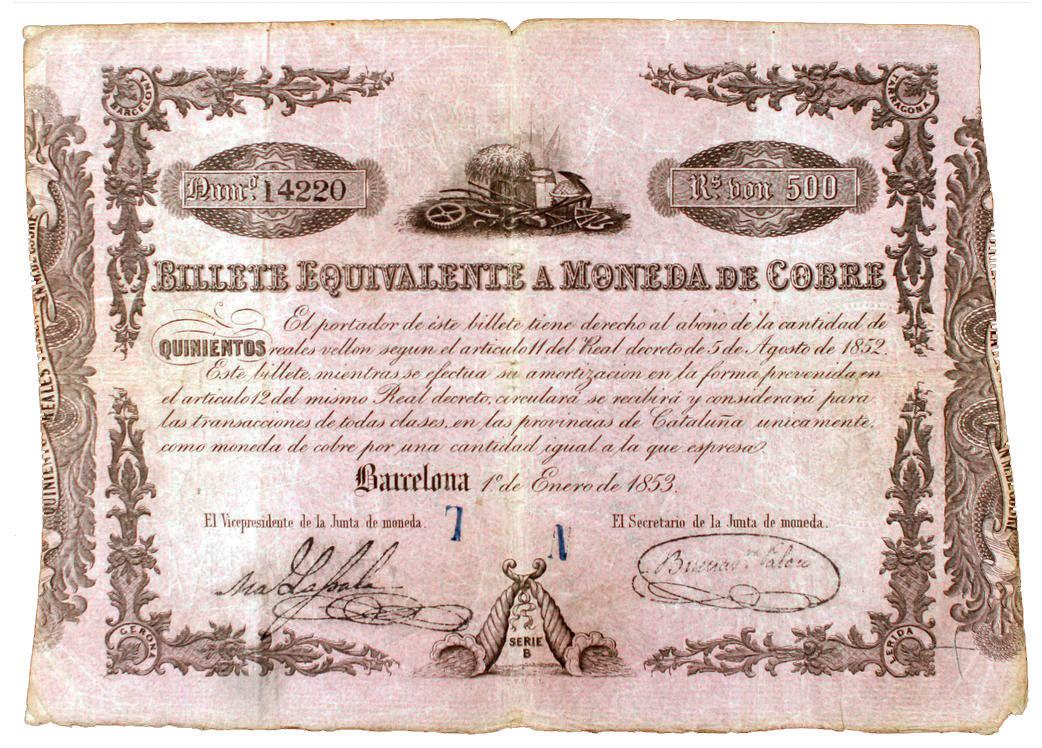 BARCELONA
TARRAGONA
Num.º 14220
Rˢ von 500
BILLETE EQUIVALENTE A MONEDA DE COBRE
El portador de éste billete tiene derecho al abono de la cantidad de
QUINIENTOS reales vellon segun el articulo 11 del Real decreto de 5 de Agosto de 1852.
Este billete, mientras se efectua su amortizacion en la forma prevenida en
el articulo 12 del mismo Real decreto, circulará se recibirá y considerará para
las transacciones de todas clases, en las provincias de Cataluña unicamente,
como moneda de cobre por una cantidad igual a la que espresa.
Barcelona 1º de Enero de 1853.
El Vicepresidente de la Junta de moneda.
7
El Secretario de la Junta de moneda.
SERIE
B
GERONA
LERIDA
QUINIENTOS REALES